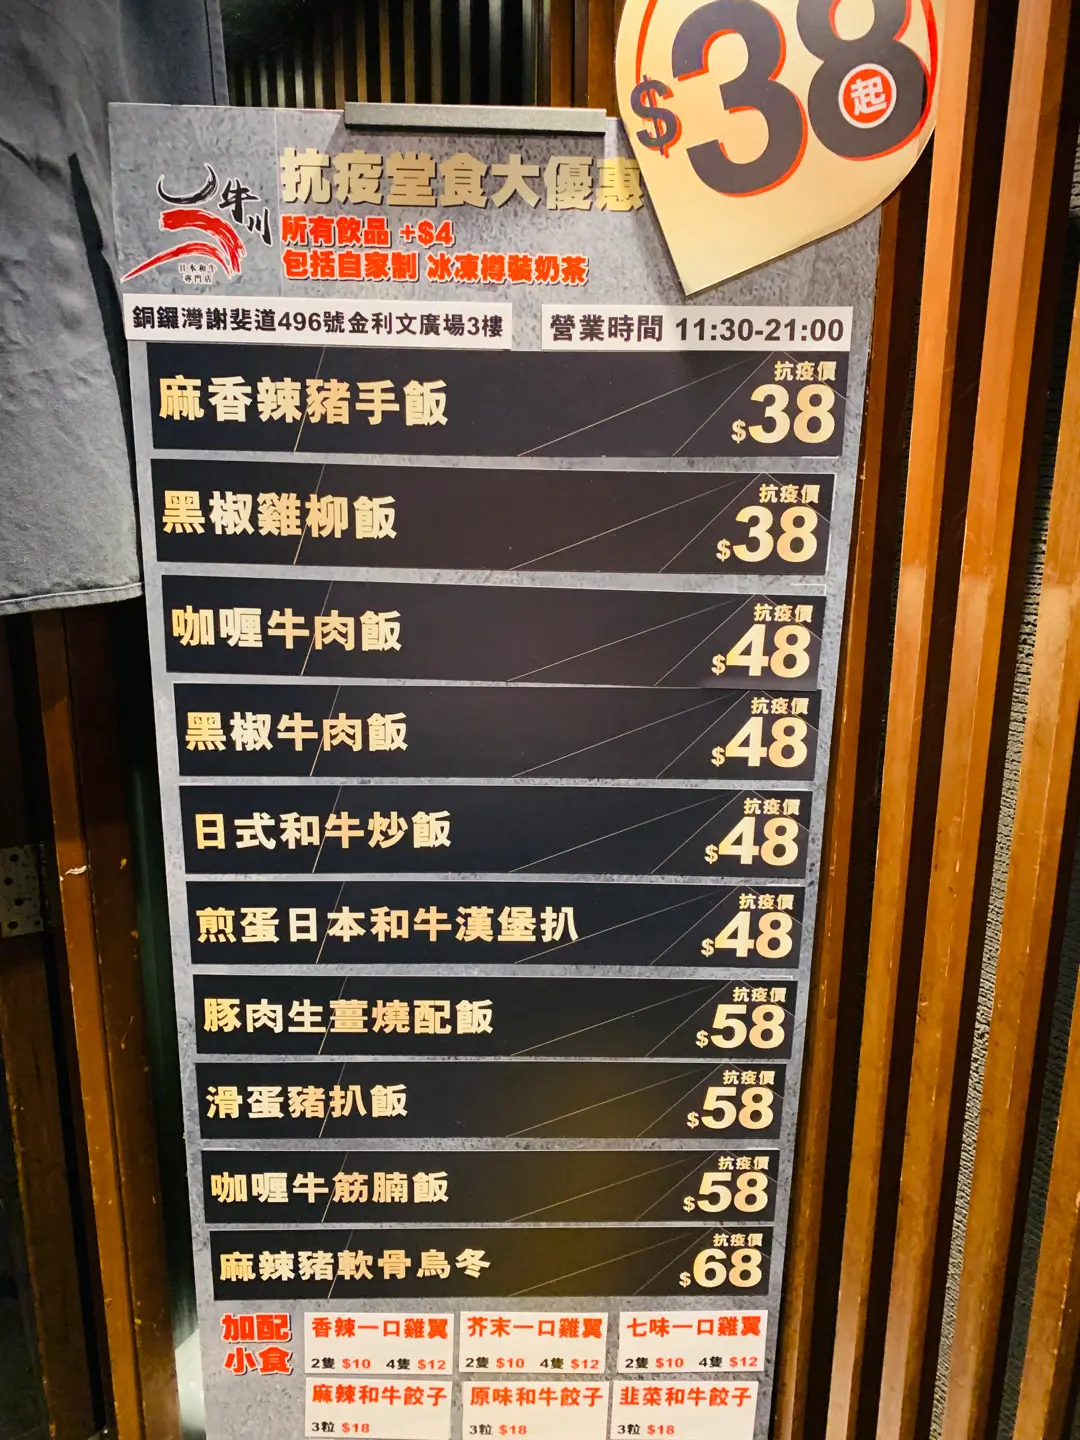 $38起
牛川
日本和牛
專門店
抗疫堂食大優惠
所有飲品 +$4
包括自家製 冰凍樽裝奶茶
銅鑼灣謝斐道496號金利文廣場3樓
營業時間 11:30-21:00
麻香辣豬手飯 抗疫價 $38
黑椒雞柳飯 抗疫價 $38
咖喱牛肉飯 抗疫價 $48
黑椒牛肉飯 抗疫價 $48
日式和牛炒飯 抗疫價 $48
煎蛋日本和牛漢堡扒 抗疫價 $48
豚肉生薑燒配飯 抗疫價 $58
滑蛋豬扒飯 抗疫價 $58
咖喱牛筋腩飯 抗疫價 $58
麻辣豬軟骨烏冬 抗疫價 $68
加配
小食
香辣一口雞翼
2隻 $10 4隻 $12
芥末一口雞翼
2隻 $10 4隻 $12
七味一口雞翼
2隻 $10 4隻 $12
麻辣和牛餃子
3粒 $18
原味和牛餃子
3粒 $18
韭菜和牛餃子
3粒 $18